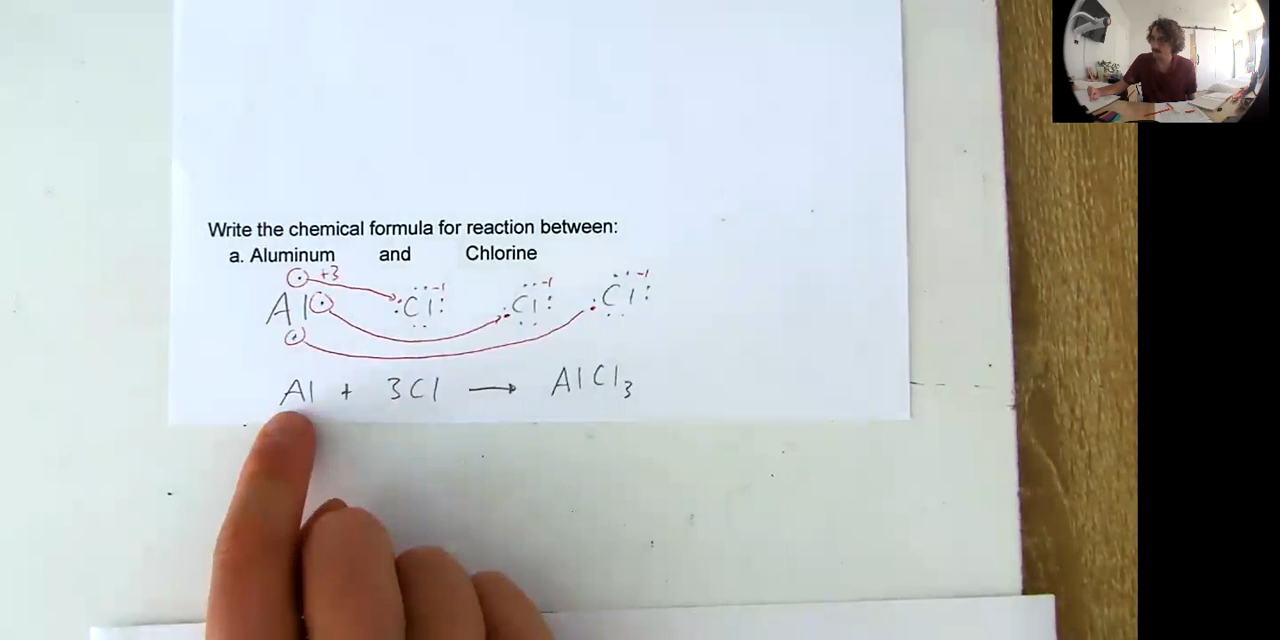 Write the chemical formula for reaction between:
a. Aluminum and Chlorine
+3 -1 -1 -1
Al Cl Cl Cl
Al + 3Cl → AlCl₃